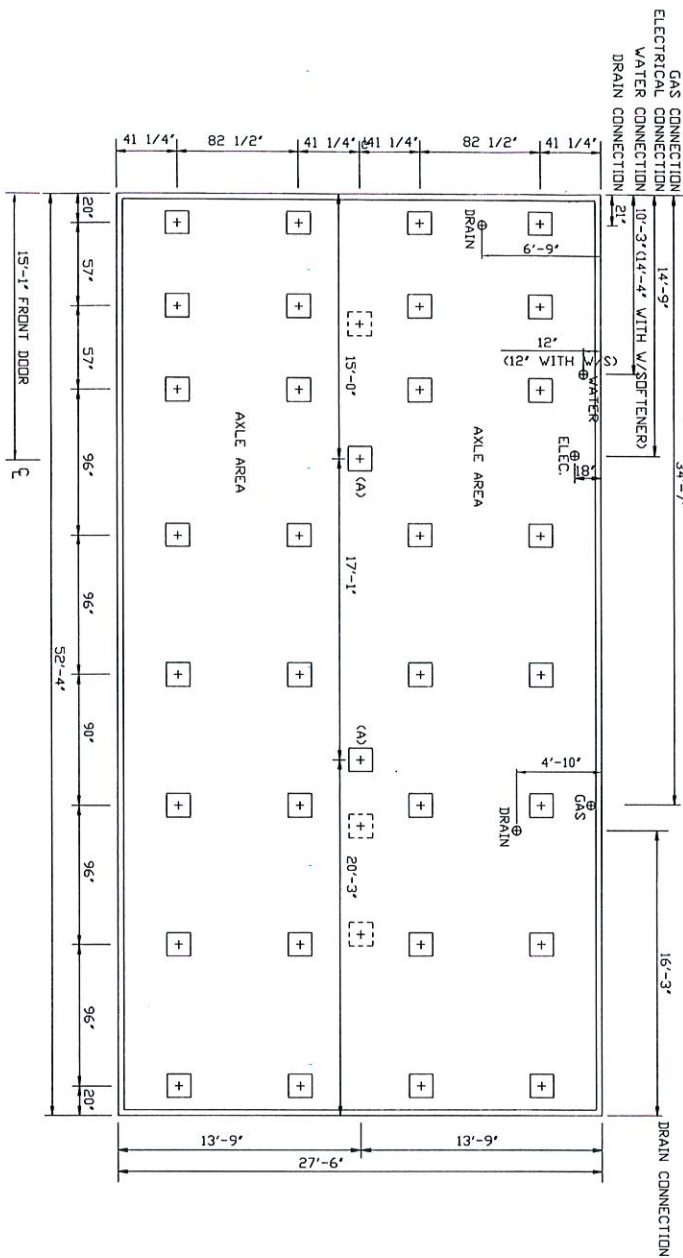 GAS CONNECTION
ELECTRICAL CONNECTION
WATER CONNECTION
DRAIN CONNECTION
34'-7"
14'-9"
10'-3"(14'-4" WITH W/SOFTENER)
21"
16'-3"
DRAIN CONNECTION
41 1/4"
82 1/2"
41 1/4"
41 1/4"
82 1/2"
41 1/4"
DRAIN
6'-9"
12"
(12" WITH W/S)
WATER
ELEC.
18"
4'-10"
GAS
DRAIN
AXLE AREA
AXLE AREA
15'-0"
(A)
17'-1"
(A)
20'-3"
20"
57"
57"
96"
96"
90"
96"
96"
20"
52'-4"
15'-1" FRONT DOOR
℄
13'-9"
13'-9"
27'-6"